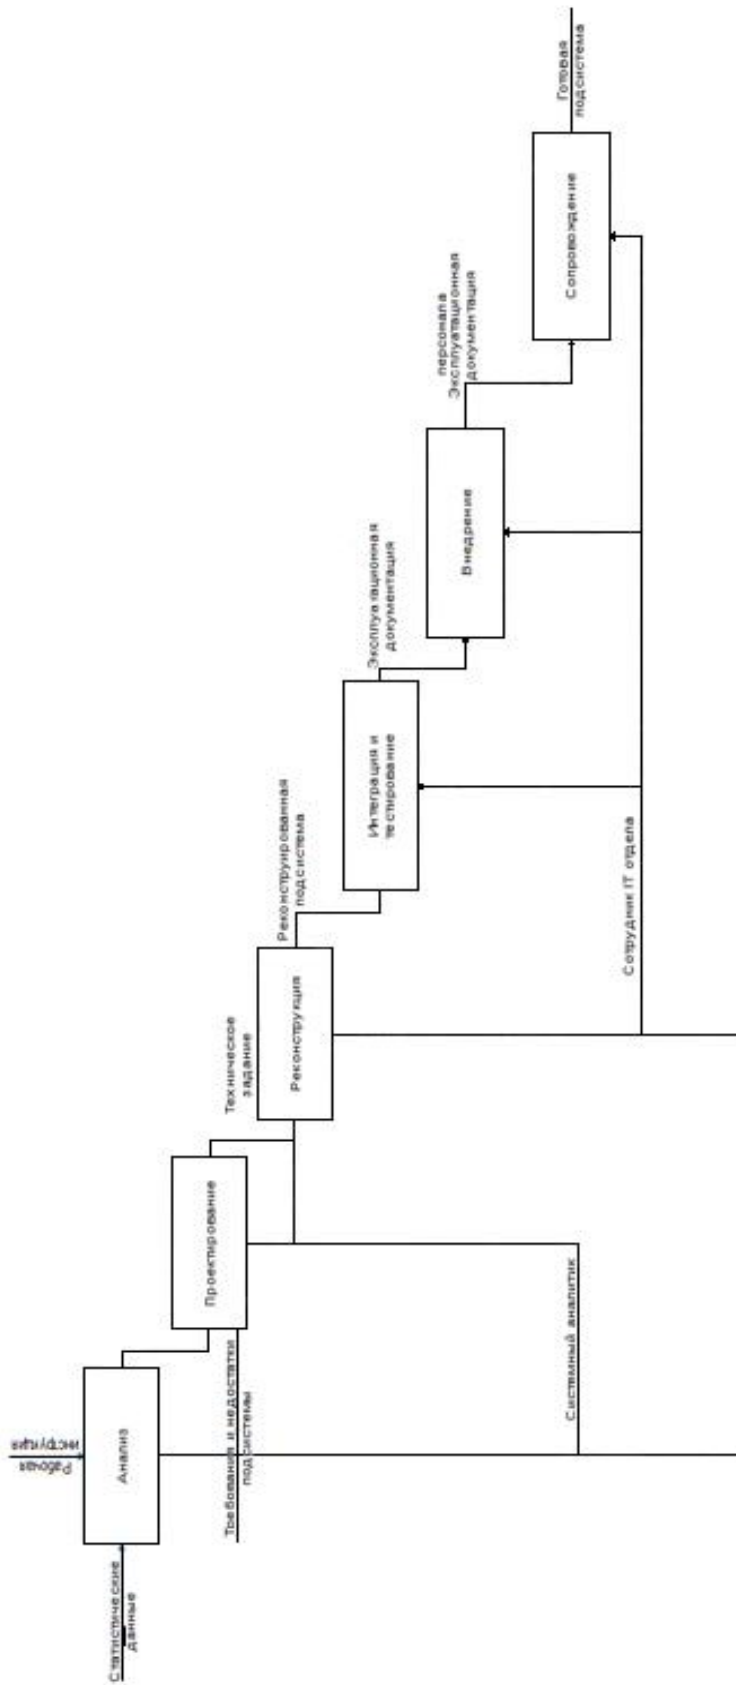 Рабочая
инструкция
Статистические
данные
Анализ
Требования и недостатки
подсистемы
Проектирование
Системный аналитик
Техническое
задание
Реконструкция
Реконструированная
подсистема
Интеграция и
тестирование
Сотрудник IT отдела
Эксплуатационная
документация
Внедрение
персонала
Эксплуатационная
документация
Сопровождение
Готовая
подсистема